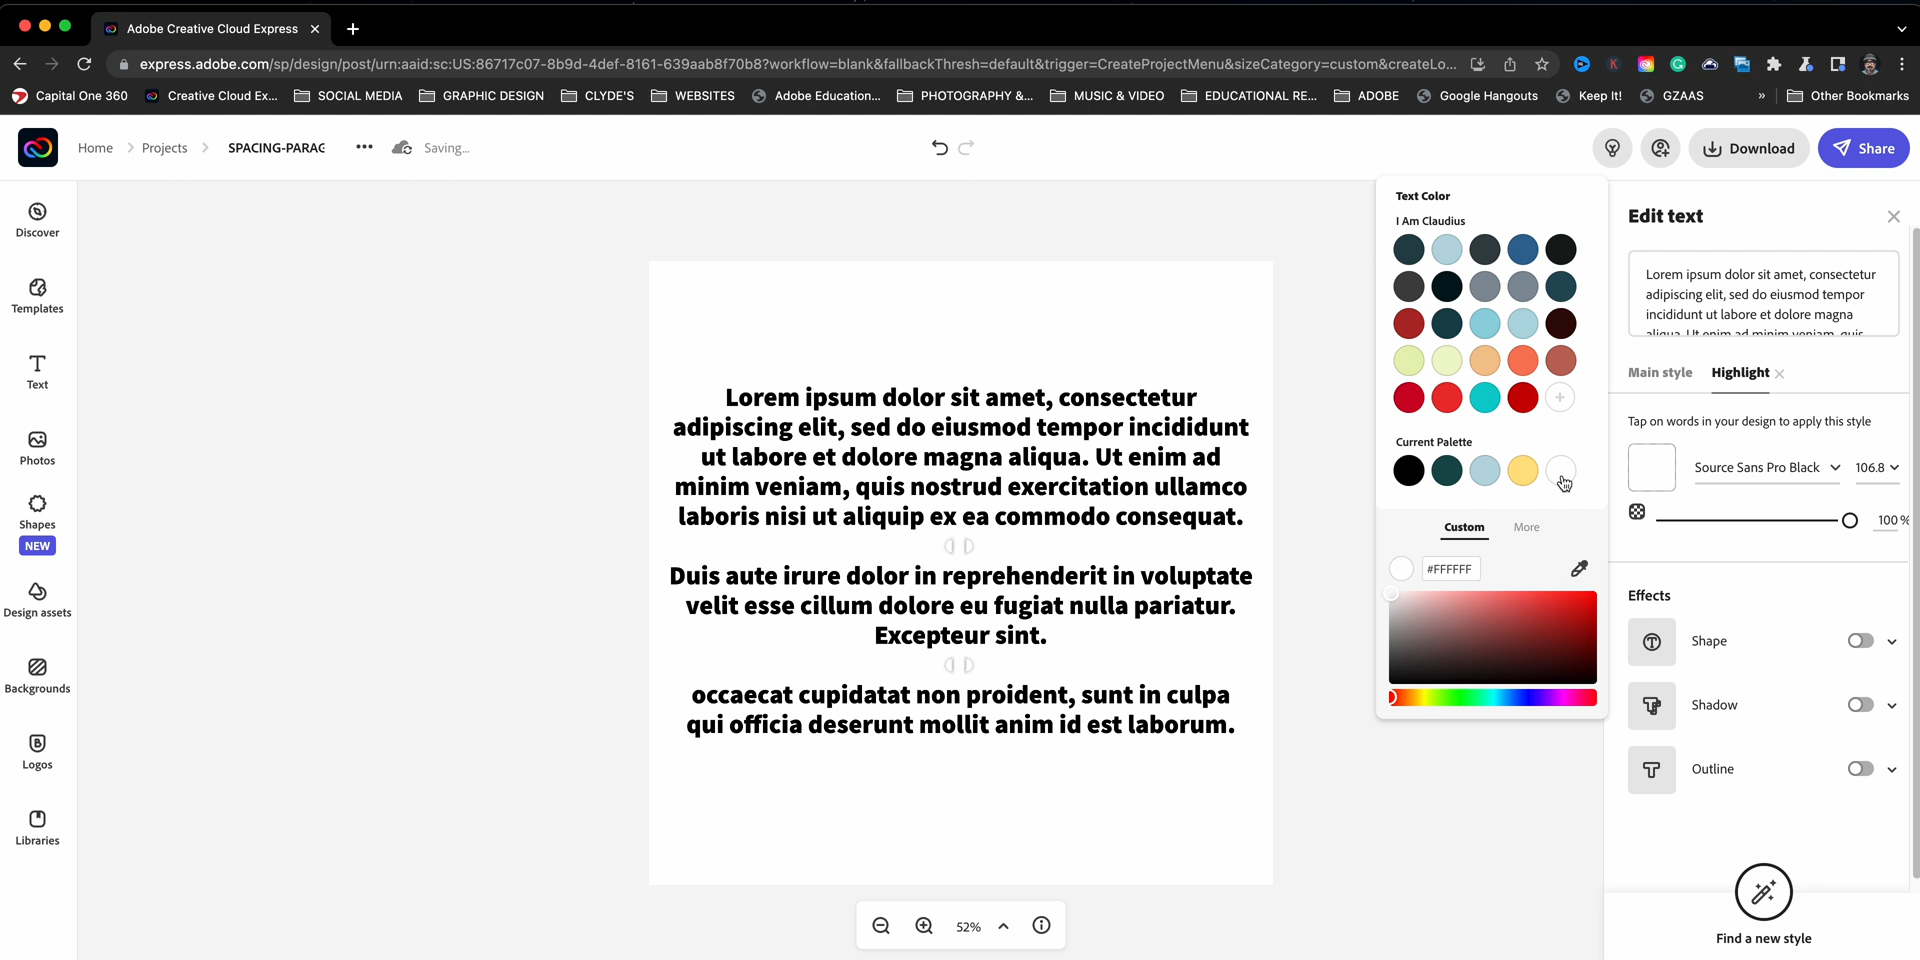 Adobe Creative Cloud Express
express.adobe.com/sp/design/post/urn:aaid:sc:US:86717c07-8b9d-4def-8161-639aab8f70b8?workflow=blank&fallbackThresh=default&trigger=CreateProjectMenu&sizeCategory=custom&createLo...
Capital One 360
Creative Cloud Ex...
SOCIAL MEDIA
GRAPHIC DESIGN
CLYDE'S
WEBSITES
Adobe Education...
PHOTOGRAPHY &...
MUSIC & VIDEO
EDUCATIONAL RE...
ADOBE
Google Hangouts
Keep It!
GZAAS
»
Other Bookmarks
Home
Projects
SPACING-PARAG
Saving...
Download
Share
Discover
Templates
Text
Photos
Shapes
NEW
Design assets
Backgrounds
Logos
Libraries
Lorem ipsum dolor sit amet, consectetur
adipiscing elit, sed do eiusmod tempor incididunt
ut labore et dolore magna aliqua. Ut enim ad
minim veniam, quis nostrud exercitation ullamco
laboris nisi ut aliquip ex ea commodo consequat.
Duis aute irure dolor in reprehenderit in voluptate
velit esse cillum dolore eu fugiat nulla pariatur.
Excepteur sint.
occaecat cupidatat non proident, sunt in culpa
qui officia deserunt mollit anim id est laborum.
52%
Text Color
I Am Claudius
Current Palette
Custom
More
#FFFFFF
Edit text
Lorem ipsum dolor sit amet, consectetur
adipiscing elit, sed do eiusmod tempor
incididunt ut labore et dolore magna
aliqua. Ut enim ad minim veniam, quis
Main style
Highlight
Tap on words in your design to apply this style
Source Sans Pro Black
106.8
100%
Effects
Shape
Shadow
Outline
Find a new style